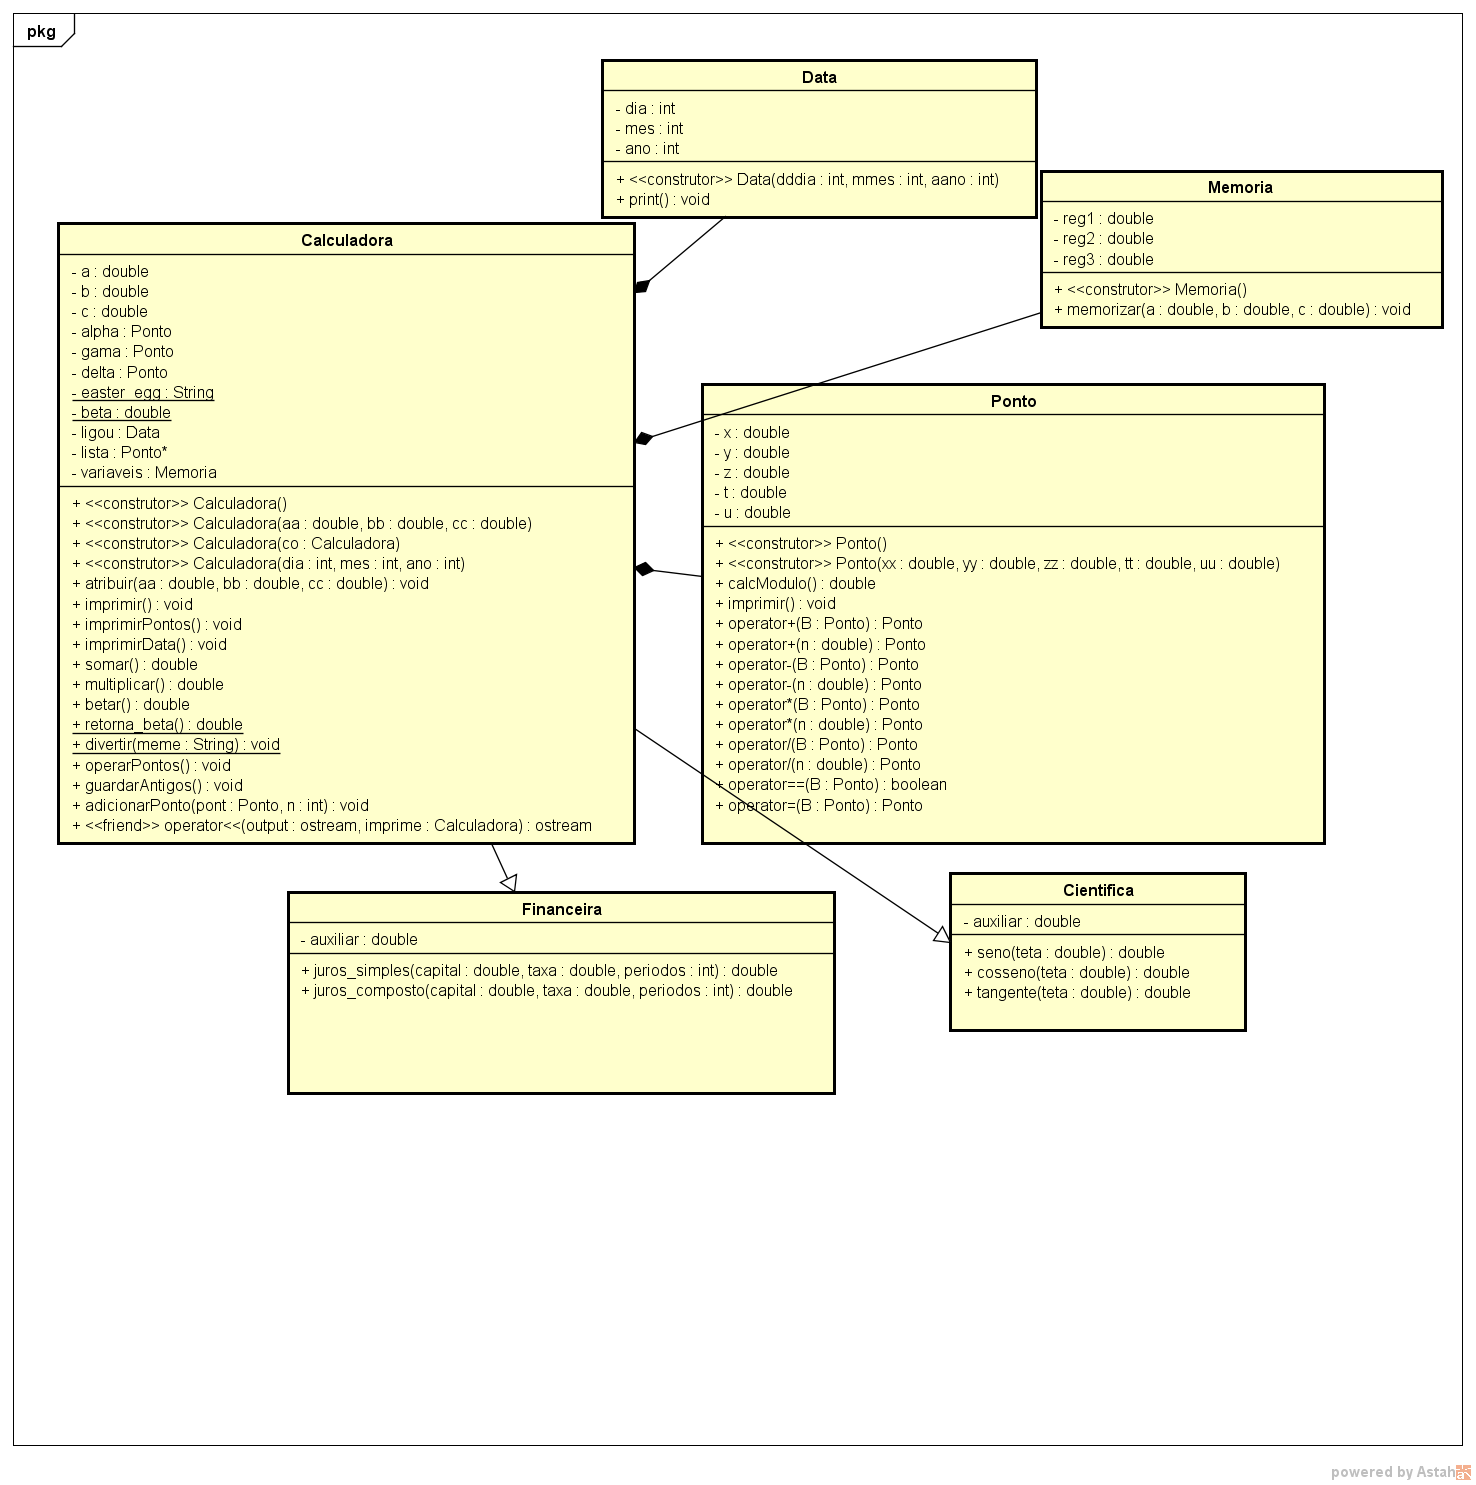 pkg
Data
- dia : int
- mes : int
- ano : int
+ <<construtor>> Data(dddia : int, mmes : int, aano : int)
+ print() : void
Memoria
- reg1 : double
- reg2 : double
- reg3 : double
+ <<construtor>> Memoria()
+ memorizar(a : double, b : double, c : double) : void
Calculadora
- a : double
- b : double
- c : double
- alpha : Ponto
- gama : Ponto
- delta : Ponto
- easter_egg : String
- beta : double
- ligou : Data
- lista : Ponto*
- variaveis : Memoria
+ <<construtor>> Calculadora()
+ <<construtor>> Calculadora(aa : double, bb : double, cc : double)
+ <<construtor>> Calculadora(co : Calculadora)
+ <<construtor>> Calculadora(dia : int, mes : int, ano : int)
+ atribuir(aa : double, bb : double, cc : double) : void
+ imprimir() : void
+ imprimirPontos() : void
+ imprimirData() : void
+ somar() : double
+ multiplicar() : double
+ betar() : double
+ retorna_beta() : double
+ divertir(meme : String) : void
+ operarPontos() : void
+ guardarAntigos() : void
+ adicionarPonto(pont : Ponto, n : int) : void
+ <<friend>> operator<<(output : ostream, imprime : Calculadora) : ostream
Ponto
- x : double
- y : double
- z : double
- t : double
- u : double
+ <<construtor>> Ponto()
+ <<construtor>> Ponto(xx : double, yy : double, zz : double, tt : double, uu : double)
+ calcModulo() : double
+ imprimir() : void
+ operator+(B : Ponto) : Ponto
+ operator+(n : double) : Ponto
+ operator-(B : Ponto) : Ponto
+ operator-(n : double) : Ponto
+ operator*(B : Ponto) : Ponto
+ operator*(n : double) : Ponto
+ operator/(B : Ponto) : Ponto
+ operator/(n : double) : Ponto
+ operator==(B : Ponto) : boolean
+ operator=(B : Ponto) : Ponto
Financeira
- auxiliar : double
+ juros_simples(capital : double, taxa : double, periodos : int) : double
+ juros_composto(capital : double, taxa : double, periodos : int) : double
Cientifica
- auxiliar : double
+ seno(teta : double) : double
+ cosseno(teta : double) : double
+ tangente(teta : double) : double
powered by Astah